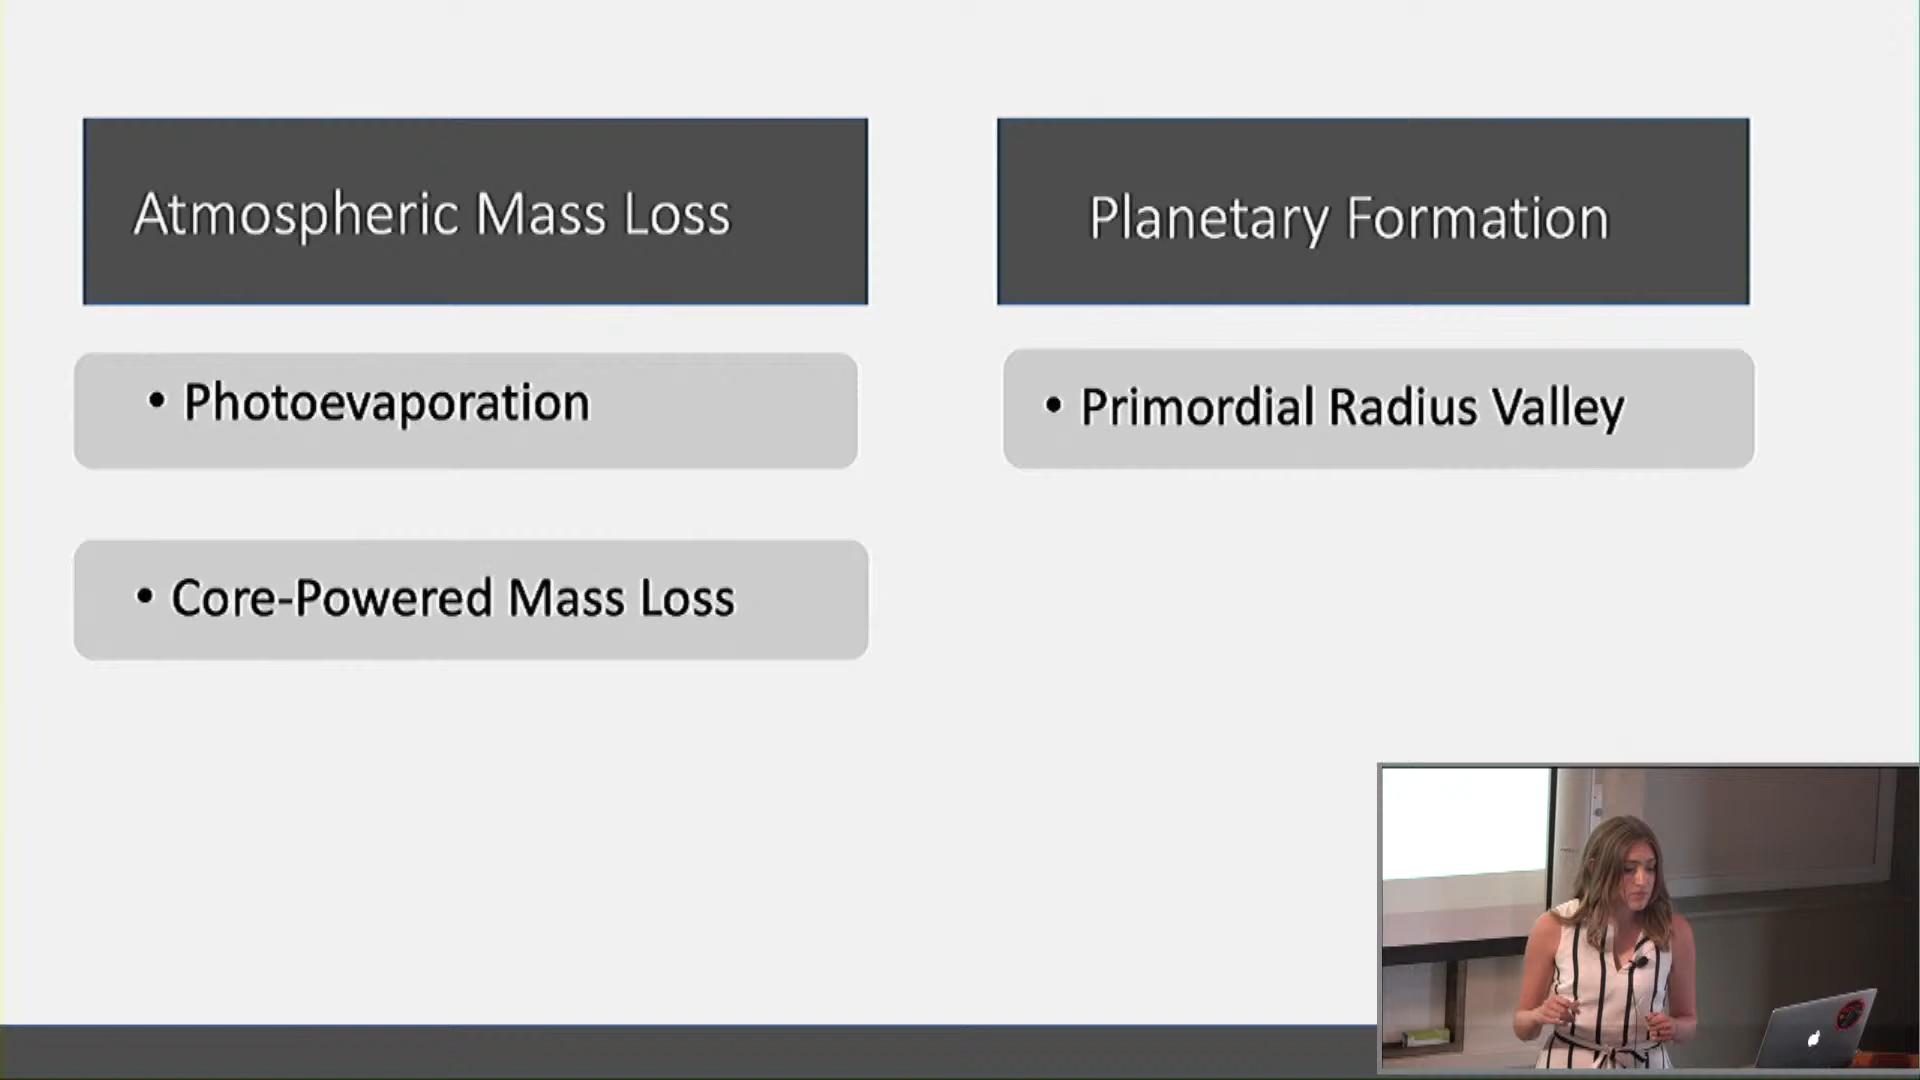 Atmospheric Mass Loss
• Photoevaporation
• Core-Powered Mass Loss
Planetary Formation
• Primordial Radius Valley